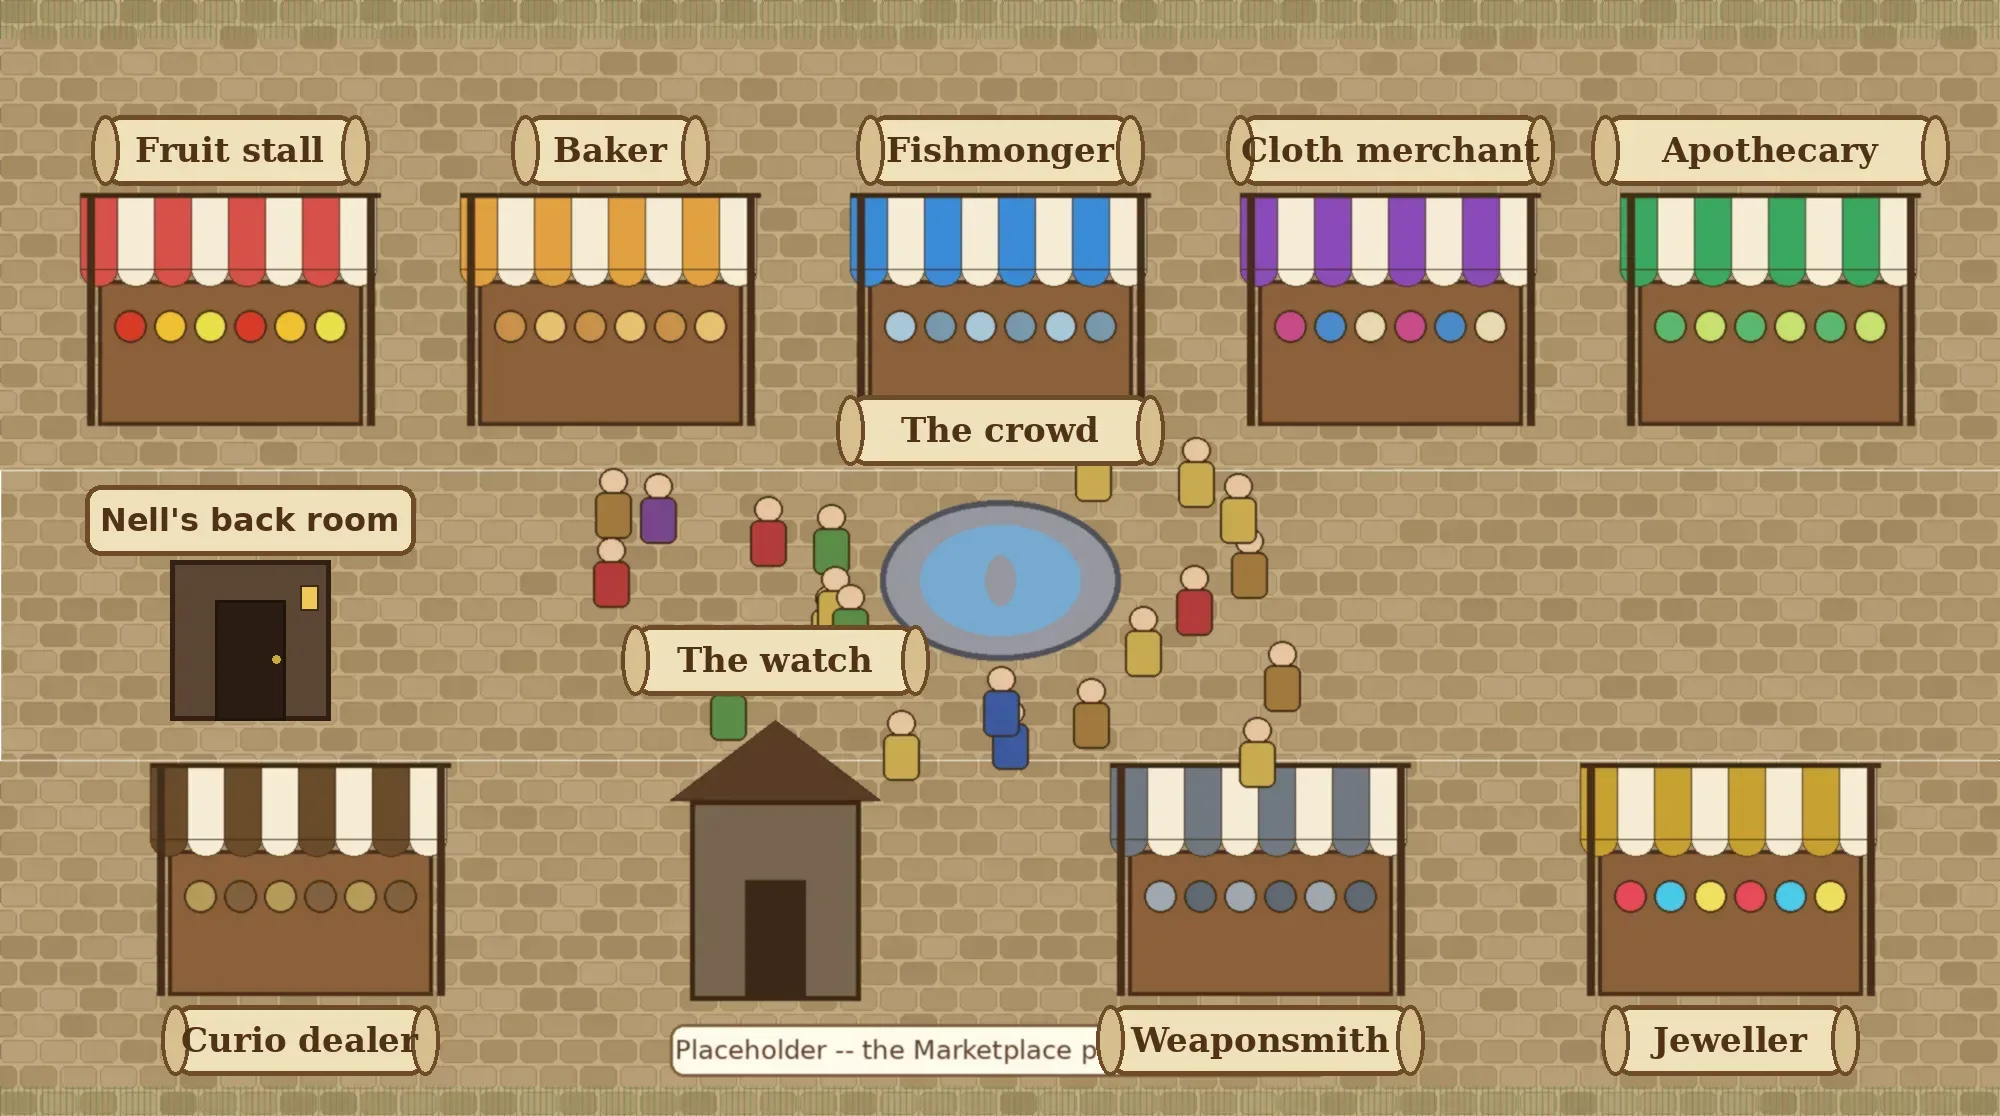 Fruit stall
Baker
Fishmonger
Cloth merchant
Apothecary
The crowd
Nell's back room
The watch
Curio dealer
Placeholder -- the Marketplace
Weaponsmith
Jeweller